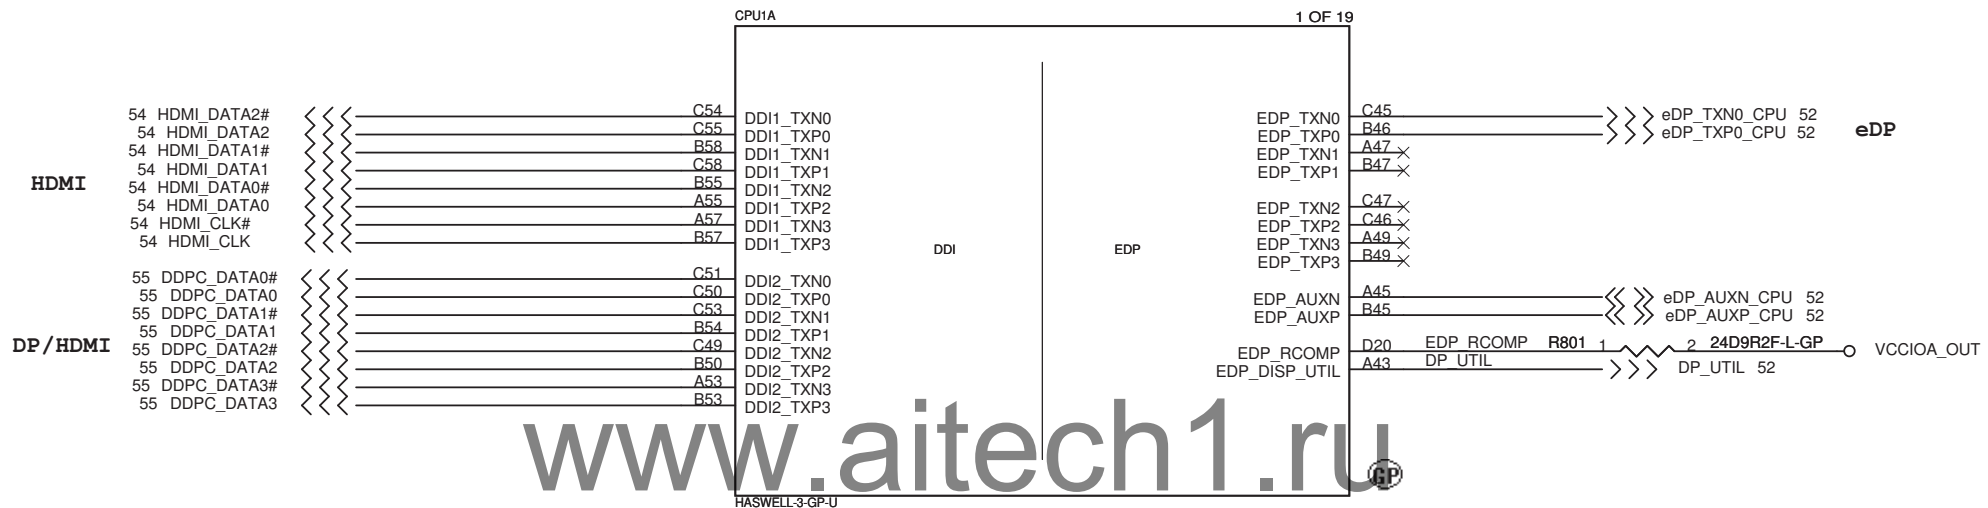 CPU1A
1 OF 19
HDMI
54 HDMI_DATA2# C54 DDI1_TXN0
54 HDMI_DATA2 C55 DDI1_TXP0
54 HDMI_DATA1# B58 DDI1_TXN1
54 HDMI_DATA1 C58 DDI1_TXP1
54 HDMI_DATA0# B55 DDI1_TXN2
54 HDMI_DATA0 A55 DDI1_TXP2
54 HDMI_CLK# A57 DDI1_TXN3
54 HDMI_CLK B57 DDI1_TXP3
DP/HDMI
55 DDPC_DATA0# C51 DDI2_TXN0
55 DDPC_DATA0 C50 DDI2_TXP0
55 DDPC_DATA1# C53 DDI2_TXN1
55 DDPC_DATA1 B54 DDI2_TXP1
55 DDPC_DATA2# C49 DDI2_TXN2
55 DDPC_DATA2 B50 DDI2_TXP2
55 DDPC_DATA3# A53 DDI2_TXN3
55 DDPC_DATA3 B53 DDI2_TXP3
DDI
EDP
EDP_TXN0 C45 eDP_TXN0_CPU 52
EDP_TXP0 B46 eDP_TXP0_CPU 52
eDP
EDP_TXN1 A47
EDP_TXP1 B47
EDP_TXN2 C47
EDP_TXP2 C46
EDP_TXN3 A49
EDP_TXP3 B49
EDP_AUXN A45 eDP_AUXN_CPU 52
EDP_AUXP B45 eDP_AUXP_CPU 52
EDP_RCOMP D20 EDP_RCOMP R801 1 2 24D9R2F-L-GP VCCIOA_OUT
EDP_DISP_UTIL A43 DP_UTIL DP_UTIL 52
www.aitech1.ru
GP
HASWELL-3-GP-U